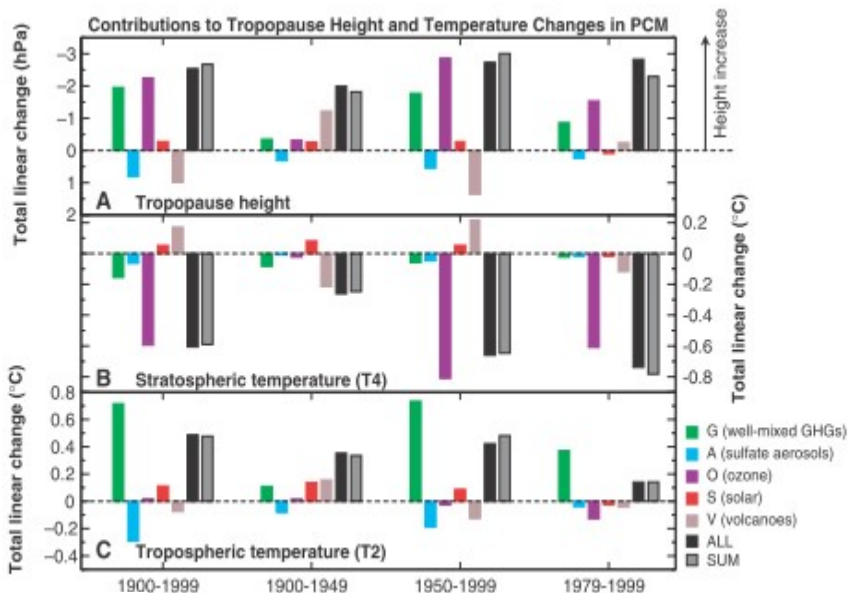 Contributions to Tropopause Height and Temperature Changes in PCM
Total linear change (hPa)
−3
−2
−1
0
1
2
Height increase
A Tropopause height
Total linear change (°C)
0.2
0
-0.2
-0.4
-0.6
-0.8
B Stratospheric temperature (T4)
Total linear change (°C)
0.8
0.6
0.4
0.2
0
−0.2
−0.4
C Tropospheric temperature (T2)
1900-1999 1900-1949 1950-1999 1979-1999
G (well-mixed GHGs)
A (sulfate aerosols)
O (ozone)
S (solar)
V (volcanoes)
ALL
SUM